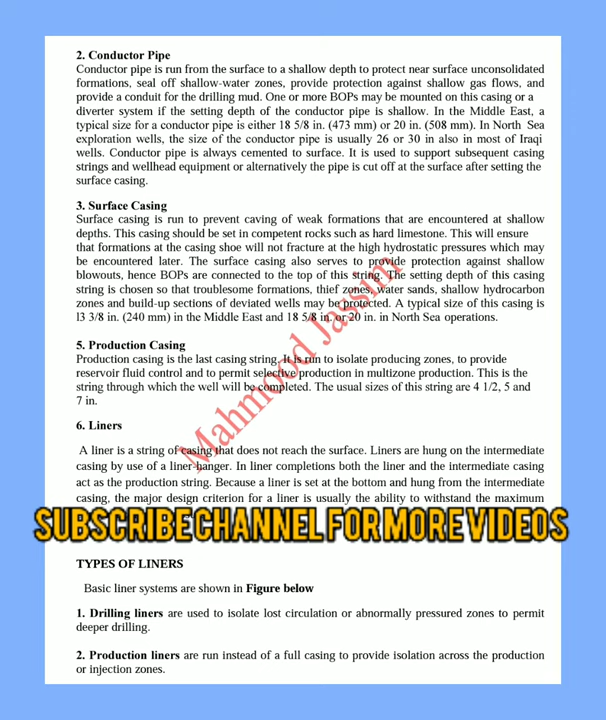 2. Conductor Pipe
Conductor pipe is run from the surface to a shallow depth to protect near surface unconsolidated
formations, seal off shallow-water zones, provide protection against shallow gas flows, and
provide a conduit for the drilling mud. One or more BOPs may be mounted on this casing or a
diverter system if the setting depth of the conductor pipe is shallow. In the Middle East, a
typical size for a conductor pipe is either 18 5/8 in. (473 mm) or 20 in. (508 mm). In North Sea
exploration wells, the size of the conductor pipe is usually 26 or 30 in also in most of Iraqi
wells. Conductor pipe is always cemented to surface. It is used to support subsequent casing
strings and wellhead equipment or alternatively the pipe is cut off at the surface after setting the
surface casing.
3. Surface Casing
Surface casing is run to prevent caving of weak formations that are encountered at shallow
depths. This casing should be set in competent rocks such as hard limestone. This will ensure
that formations at the casing shoe will not fracture at the high hydrostatic pressures which may
be encountered later. The surface casing also serves to provide protection against shallow
blowouts, hence BOPs are connected to the top of this string. The setting depth of this casing
string is chosen so that troublesome formations, thief zones, water sands, shallow hydrocarbon
zones and build-up sections of deviated wells may be protected. A typical size of this casing is
l3 3/8 in. (240 mm) in the Middle East and 18 5/8 in. or 20 in. in North Sea operations.
5. Production Casing
Production casing is the last casing string. It is run to isolate producing zones, to provide
reservoir fluid control and to permit selective production in multizone production. This is the
string through which the well will be completed. The usual sizes of this string are 4 1/2, 5 and
7 in.
Mahmood Jassim
6. Liners
A liner is a string of casing that does not reach the surface. Liners are hung on the intermediate
casing by use of a liner hanger. In liner completions both the liner and the intermediate casing
act as the production string. Because a liner is set at the bottom and hung from the intermediate
casing, the major design criterion for a liner is usually the ability to withstand the maximum
SUBSCRIBE CHANNEL FOR MORE VIDEOS
TYPES OF LINERS
Basic liner systems are shown in Figure below
1. Drilling liners are used to isolate lost circulation or abnormally pressured zones to permit
deeper drilling.
2. Production liners are run instead of a full casing to provide isolation across the production
or injection zones.